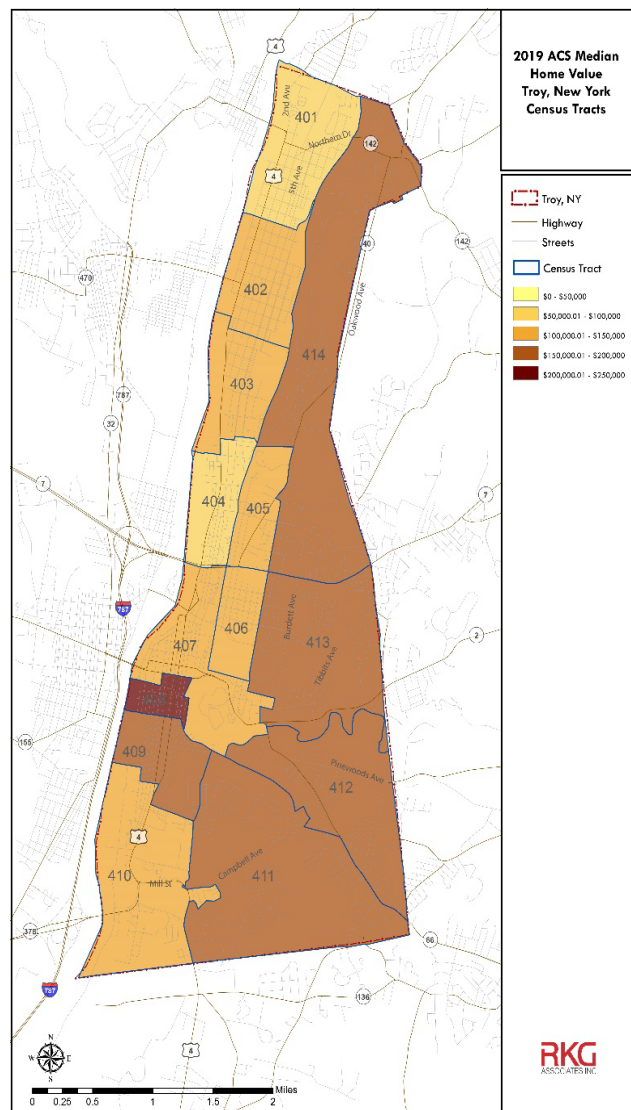 2019 ACS Median
Home Value
Troy, New York
Census Tracts
Troy, NY
Highway
Streets
Census Tract
$0 - $50,000
$50,000.01 - $100,000
$100,000.01 - $150,000
$150,000.01 - $200,000
$200,000.01 - $250,000
4
2nd Ave
401
Northern Dr
142
4
8th Ave
40
142
470
402
Oakwood Ave
414
403
787
32
7
404
405
7
787
406
Burdett Ave
413
2
407
Tibbits Ave
408
155
409
Pinewoods Ave
412
4
410
Campbell Ave
411
Mill St
378
66
787
136
4
N
W
E
S
Miles
0
0.25
0.5
1
1.5
2
RKG
ASSOCIATES INC